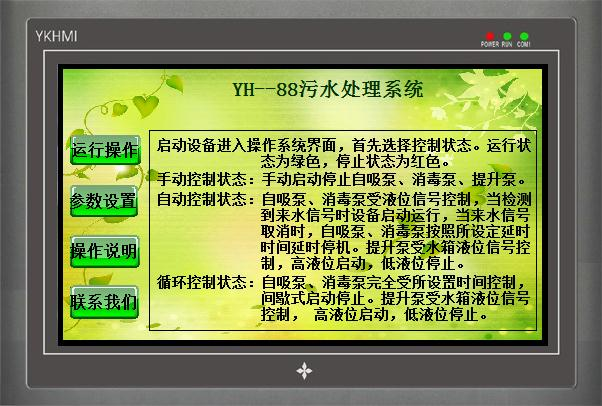 YKHMI
POWER RUN COM1
YH--88污水处理系统
运行操作
参数设置
操作说明
联系我们
启动设备进入操作系统界面，首先选择控制状态。运行状
态为绿色，停止状态为红色。
手动控制状态：手动启动停止自吸泵、消毒泵、提升泵。
自动控制状态：自吸泵、消毒泵受液位信号控制，当检测
到来水信号时设备启动运行，当来水信号
取消时，自吸泵、消毒泵按照所设定延时
时间延时停机。提升泵受水箱液位信号控
制，高液位启动，低液位停止。
循环控制状态：自吸泵、消毒泵完全受所设置时间控制，
间歇式启动停止。提升泵受水箱液位信号
控制， 高液位启动，低液位停止。